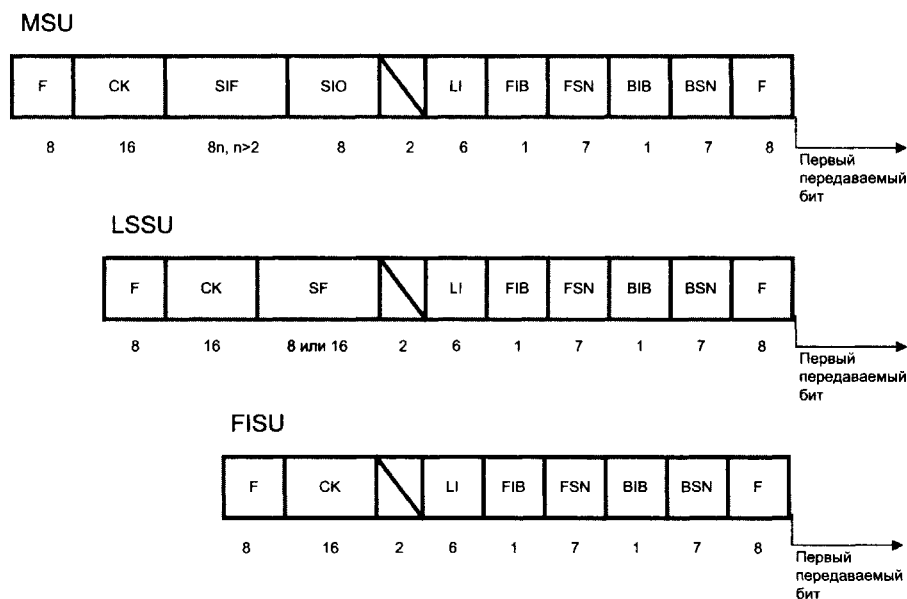 MSU
F CK SIF SIO LI FIB FSN BIB BSN F
8 16 8n, n>2 8 2 6 1 7 1 7 8
Первый
передаваемый
бит
LSSU
F CK SF LI FIB FSN BIB BSN F
8 16 8 или 16 2 6 1 7 1 7 8
Первый
передаваемый
бит
FISU
F CK LI FIB FSN BIB BSN F
8 16 2 6 1 7 1 7 8
Первый
передаваемый
бит